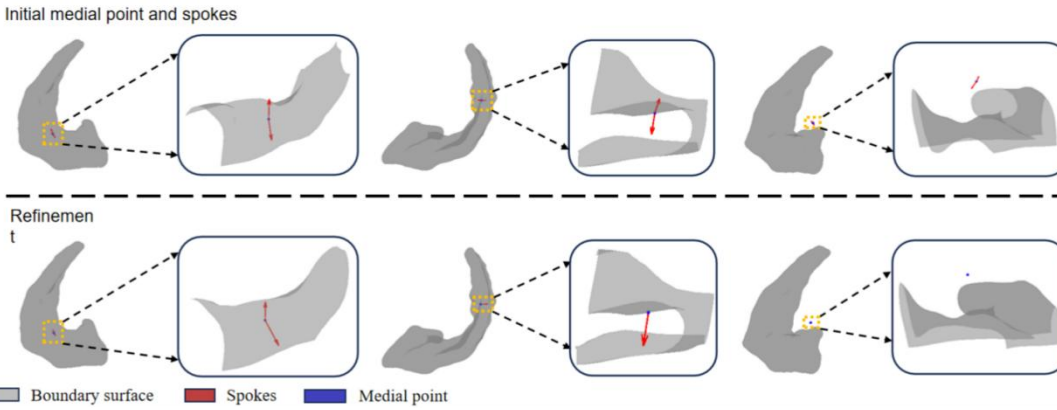 Initial medial point and spokes
Refinemen
t
Boundary surface
Spokes
Medial point